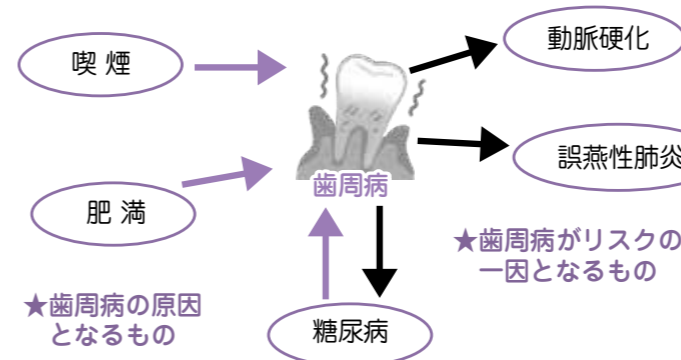 喫煙
動脈硬化
誤燕性肺炎
歯周病
肥満
★歯周病がリスクの
一因となるもの
★歯周病の原因
となるもの
糖尿病